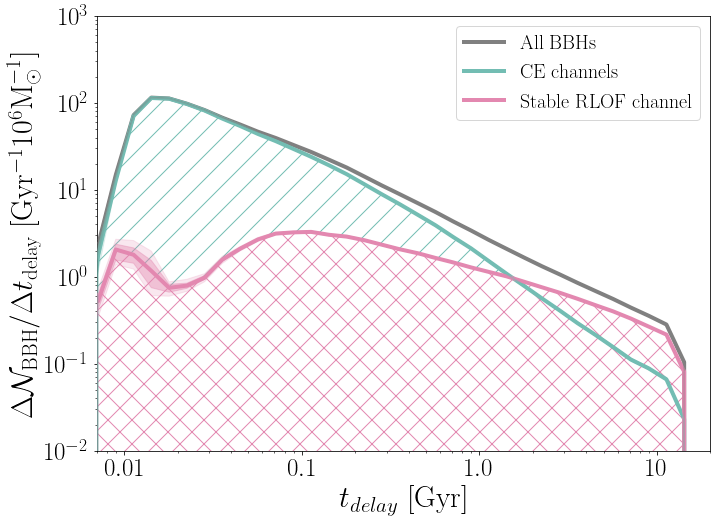 10³
10²
10¹
10⁰
10⁻¹
10⁻²
Δ𝒩_BBH/Δt_delay [Gyr⁻¹10⁶M_⊙⁻¹]
All BBHs
CE channels
Stable RLOF channel
0.01
0.1
1.0
10
t_delay [Gyr]